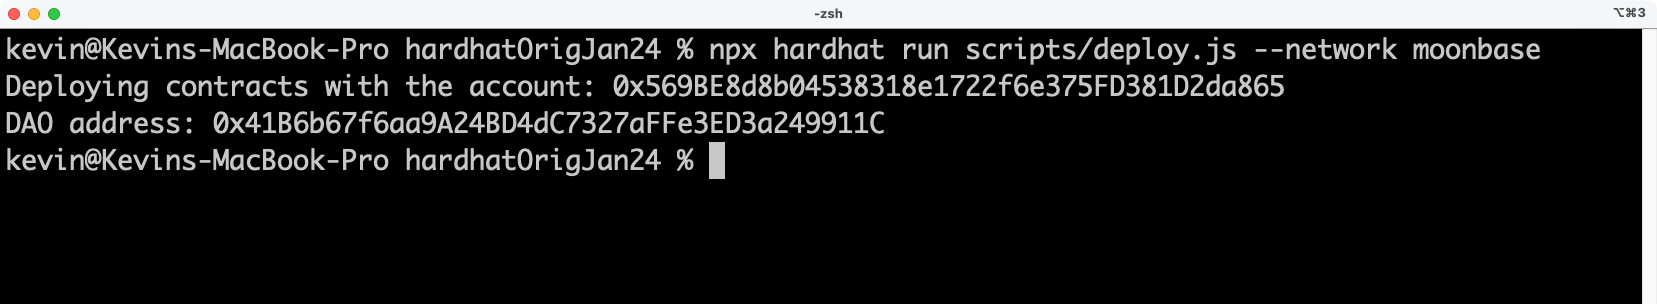 -zsh
⌥⌘3
kevin@Kevins-MacBook-Pro hardhatOrigJan24 % npx hardhat run scripts/deploy.js --network moonbase
Deploying contracts with the account: 0x569BE8d8b04538318e1722f6e375FD381D2da865
DAO address: 0x41B6b67f6aa9A24BD4dC7327aFFe3ED3a249911C
kevin@Kevins-MacBook-Pro hardhatOrigJan24 %